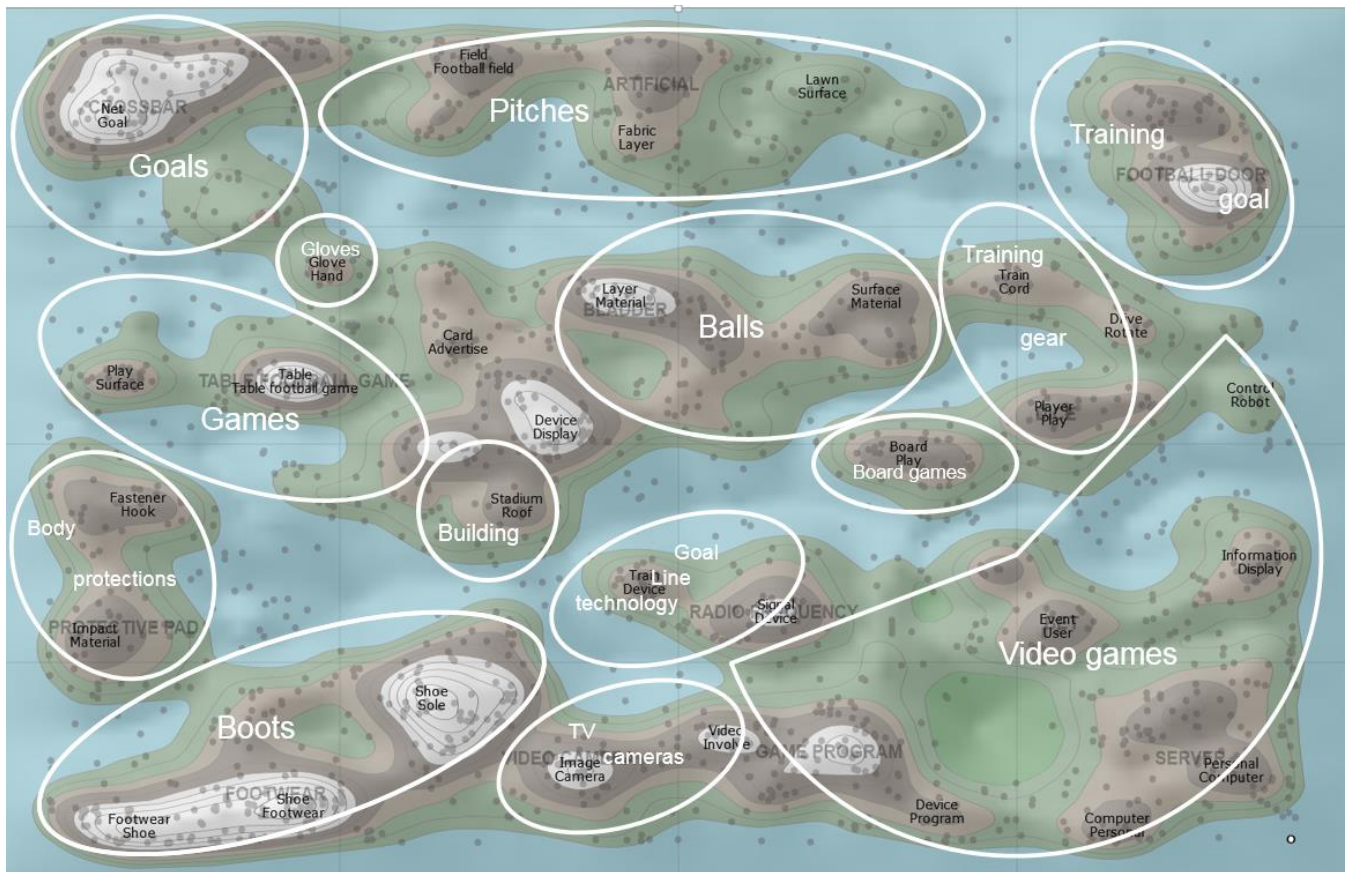 Field
Football field
ARTIFICIAL
Lawn
Surface
Pitches
CROSSBAR
Net
Goal
Goals
Fabric
Layer
Training
FOOTBALL DOOR
goal
Gloves
Glove
Hand
Training
Train
Cord
Layer
Material
BLADDER
Surface
Material
Balls
Drive
Rotate
gear
Card
Advertise
Play
Surface
TABLE FOOTBALL GAME
Table
Table football game
Games
Control
Robot
Device
Display
Player
Play
Board
Play
Board games
Fastener
Hook
Stadium
Roof
Building
Body
protections
Goal
Line
technology
Train
Device
RADIO FREQUENCY
Signal
Device
Information
Display
PROTECTIVE PAD
Impact
Material
Event
User
Video games
Shoe
Sole
Boots
TV
cameras
Image
Camera
Video
Involve
GAME PROGRAM
SERVER
Personal
Computer
FOOTWEAR
Shoe
Footwear
Footwear
Shoe
Device
Program
Computer
Personal